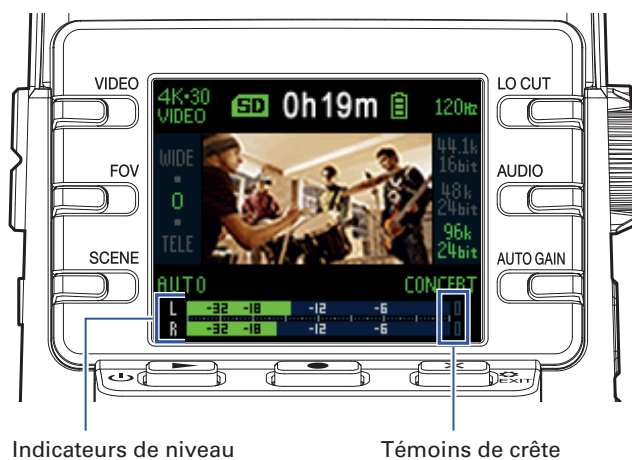 VIDEO
FOV
SCENE
4K•30
VIDEO
SD
0h19m
120Hz
WIDE
0
TELE
44.1k
16bit
48k
24bit
96k
24bit
AUTO
CONCERT
L -32 -18 -12 -6 0
R -32 -18 -12 -6 0
LO CUT
AUDIO
AUTO GAIN
EXIT
Indicateurs de niveau
Témoins de crête